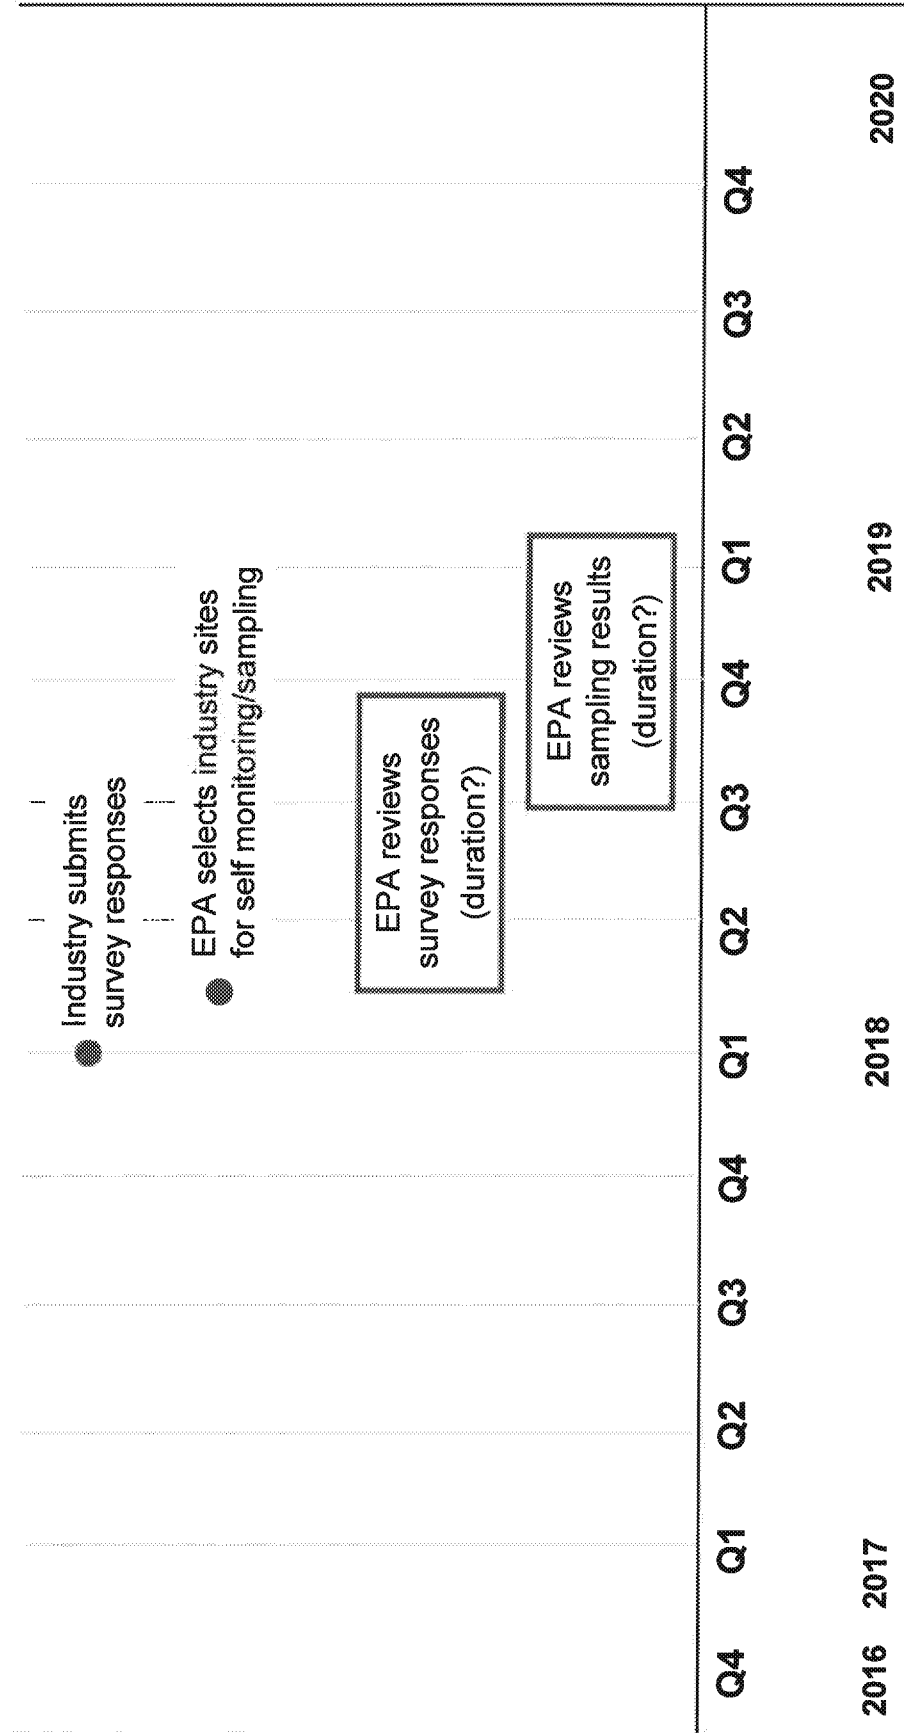 Industry submits
survey responses
EPA selects industry sites
for self monitoring/sampling
EPA reviews
survey responses
(duration?)
EPA reviews
sampling results
(duration?)
Q4 Q1 Q2 Q3 Q4 Q1 Q2 Q3 Q4 Q1 Q2 Q3 Q4
2016 2017 2018 2019 2020